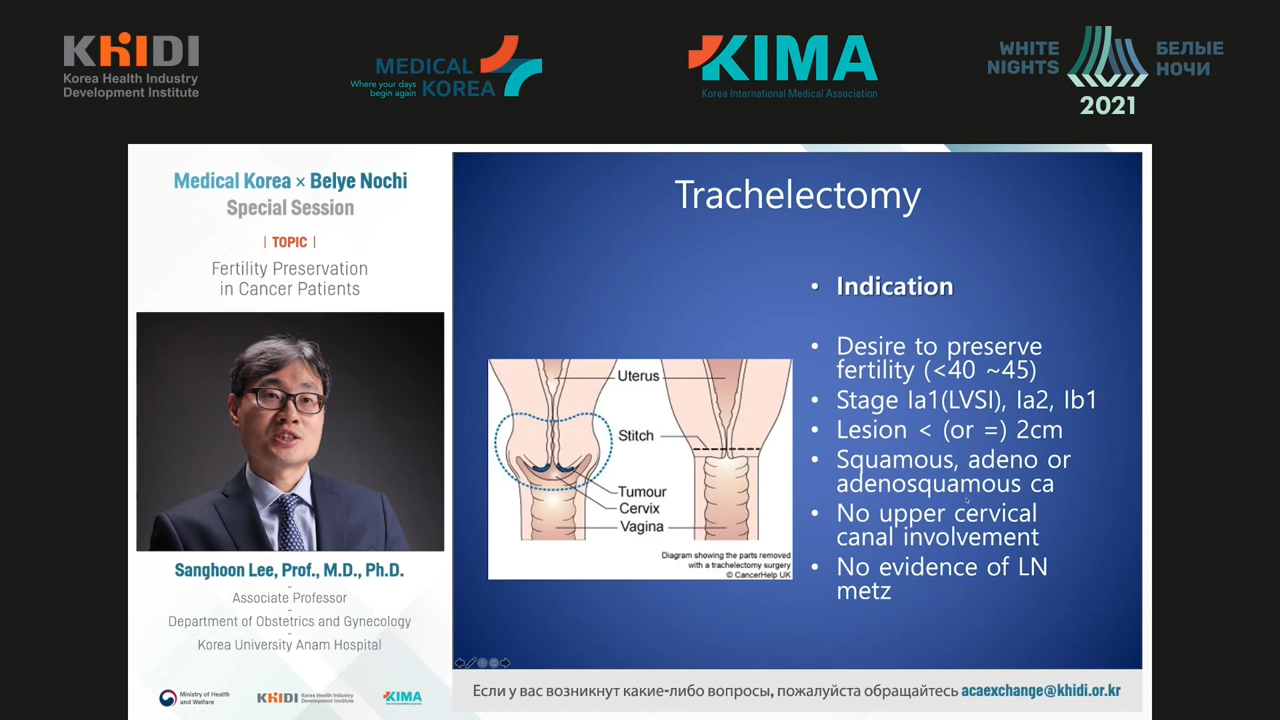 KHIDI
Korea Health Industry
Development Institute
MEDICAL
KOREA
Where your days
begin again
KIMA
Korea International Medical Association
WHITE
NIGHTS
БЕЛЫЕ
НОЧИ
2021
Medical Korea × Belye Nochi
Special Session
| TOPIC |
Fertility Preservation
in Cancer Patients
Sanghoon Lee, Prof., M.D., Ph.D.
Associate Professor
Department of Obstetrics and Gynecology
Korea University Anam Hospital
Ministry of Health
and Welfare
KHIDI
Korea Health Industry
Development Institute
KIMA
Trachelectomy
Uterus
Stitch
Tumour
Cervix
Vagina
Diagram showing the parts removed
with a trachelectomy surgery
© CancerHelp UK
• Indication
• Desire to preserve
fertility (<40 ~45)
• Stage Ia1(LVSI), Ia2, Ib1
• Lesion < (or =) 2cm
• Squamous, adeno or
adenosquamous ca
• No upper cervical
canal involvement
• No evidence of LN
metz
Если у вас возникнут какие-либо вопросы, пожалуйста обращайтесь acaexchange@khidi.or.kr